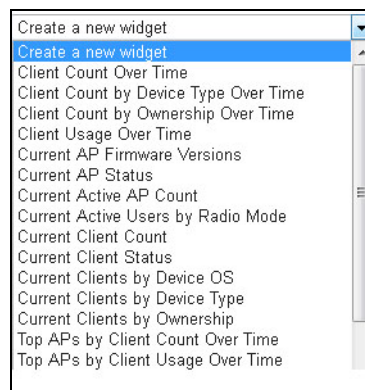 Create a new widget
Create a new widget
Client Count Over Time
Client Count by Device Type Over Time
Client Count by Ownership Over Time
Client Usage Over Time
Current AP Firmware Versions
Current AP Status
Current Active AP Count
Current Active Users by Radio Mode
Current Client Count
Current Client Status
Current Clients by Device OS
Current Clients by Device Type
Current Clients by Ownership
Top APs by Client Count Over Time
Top APs by Client Usage Over Time